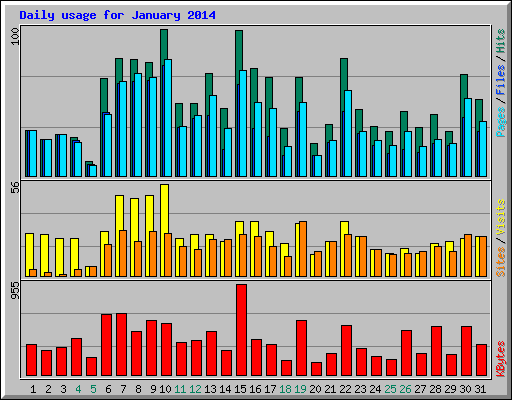 Daily usage for January 2014
100
56
955
Pages/Files/Hits
Sites/Visits
KBytes
1 2 3 4 5 6 7 8 9 10 11 12 13 14 15 16 17 18 19 20 21 22 23 24 25 26 27 28 29 30 31